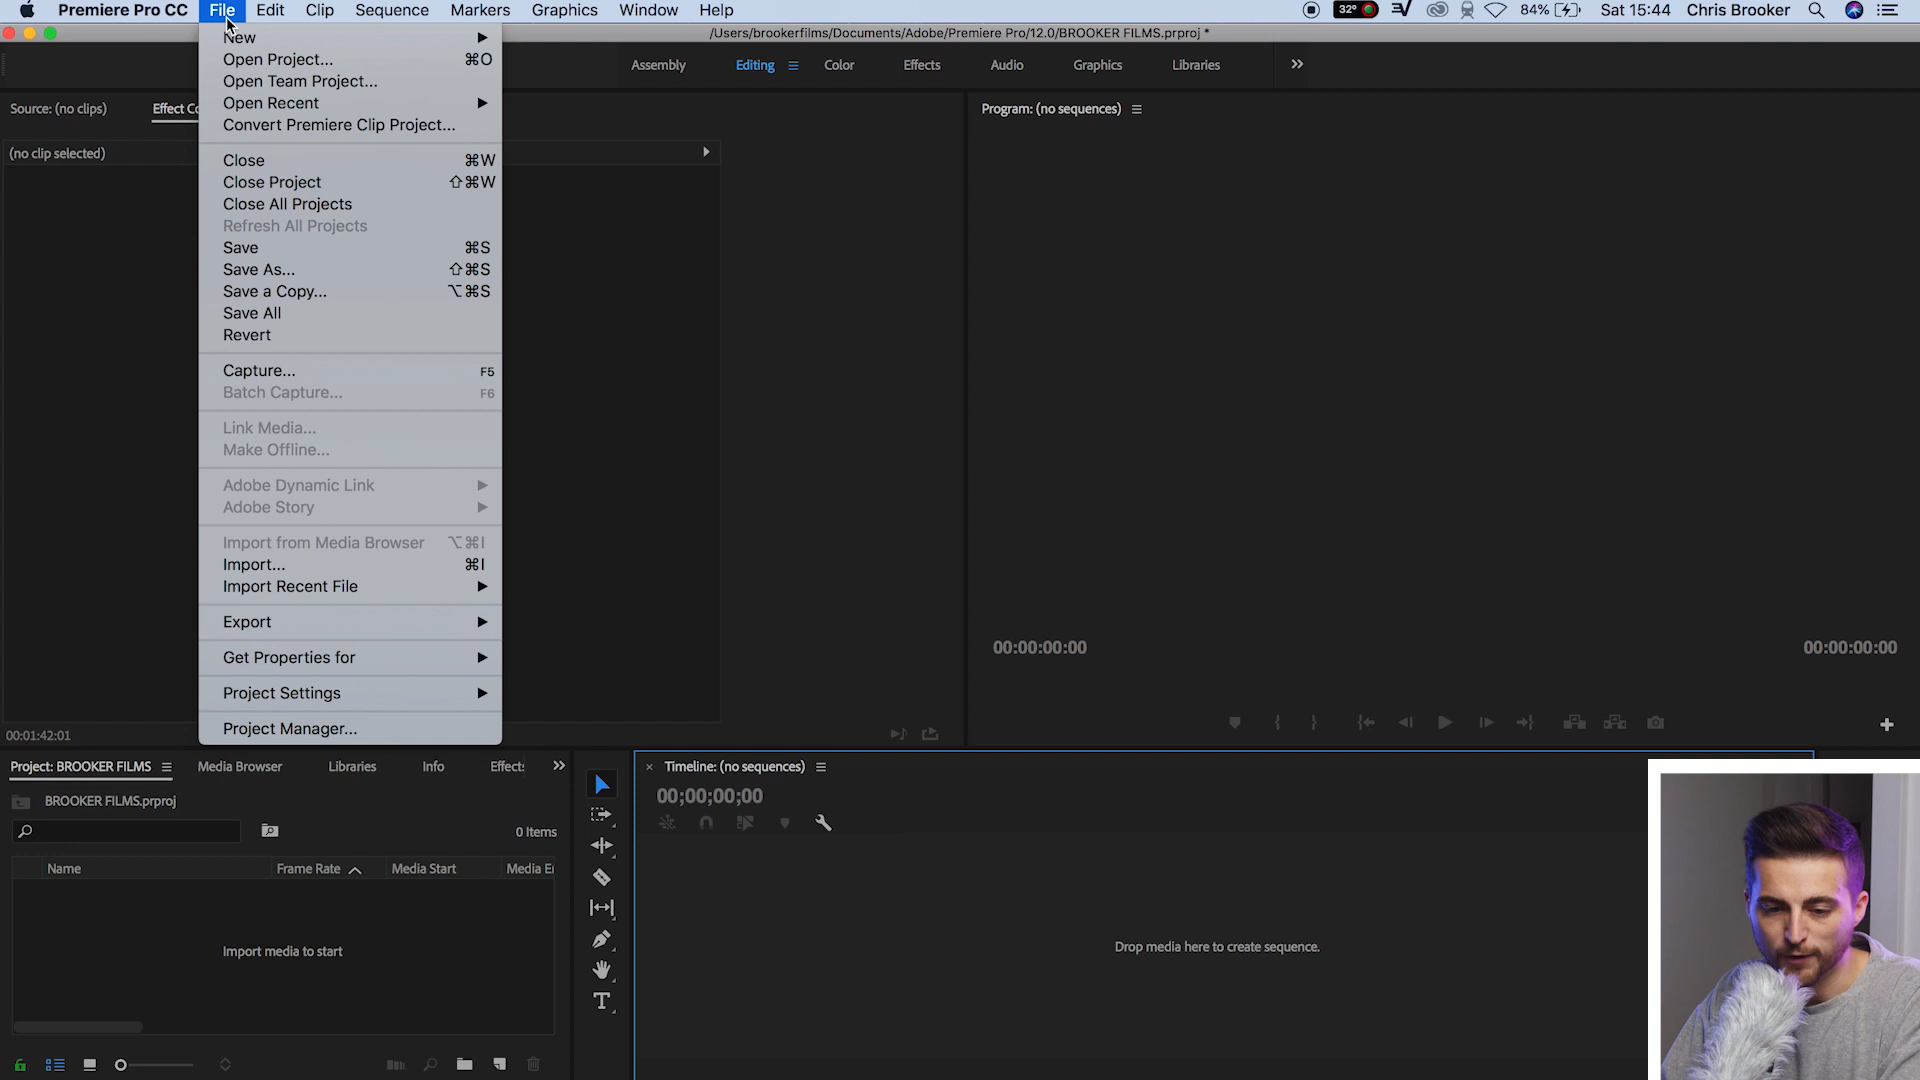 Premiere Pro CC File Edit Clip Sequence Markers Graphics Window Help 32° 84% Sat 15:44 Chris Brooker
/Users/brookerfilms/Documents/Adobe/Premiere Pro/12.0/BROOKER FILMS.prproj *
Assembly Editing Color Effects Audio Graphics Libraries
Source: (no clips) Effect Co
Program: (no sequences)
(no clip selected)
New
Open Project... ⌘O
Open Team Project...
Open Recent
Convert Premiere Clip Project...
Close ⌘W
Close Project ⇧⌘W
Close All Projects
Refresh All Projects
Save ⌘S
Save As... ⇧⌘S
Save a Copy... ⌥⌘S
Save All
Revert
Capture... F5
Batch Capture... F6
Link Media...
Make Offline...
Adobe Dynamic Link
Adobe Story
Import from Media Browser ⌥⌘I
Import... ⌘I
Import Recent File
Export
Get Properties for
Project Settings
Project Manager...
00:00:00:00 00:00:00:00
00:01:42:01
Project: BROOKER FILMS Media Browser Libraries Info Effects
BROOKER FILMS.prproj
0 Items
Name Frame Rate Media Start Media E
Import media to start
Timeline: (no sequences)
00;00;00;00
Drop media here to create sequence.